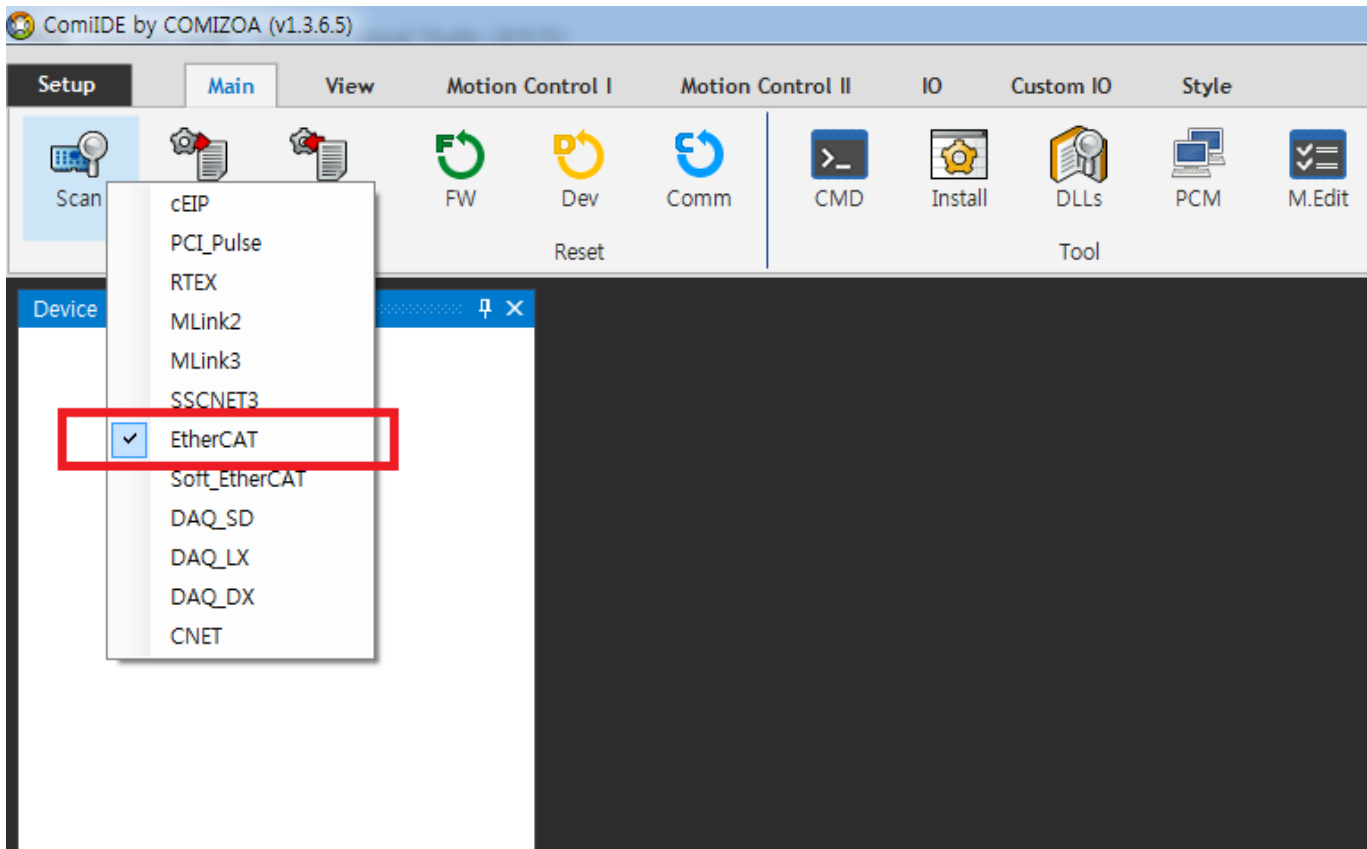 ComiIDE by COMIZOA (v1.3.6.5)
Setup Main View Motion Control I Motion Control II IO Custom IO Style
Scan FW Dev Comm CMD Install DLLs PCM M.Edit
Reset Tool
Device
cEIP
PCI_Pulse
RTEX
MLink2
MLink3
SSCNET3
EtherCAT
Soft_EtherCAT
DAQ_SD
DAQ_LX
DAQ_DX
CNET